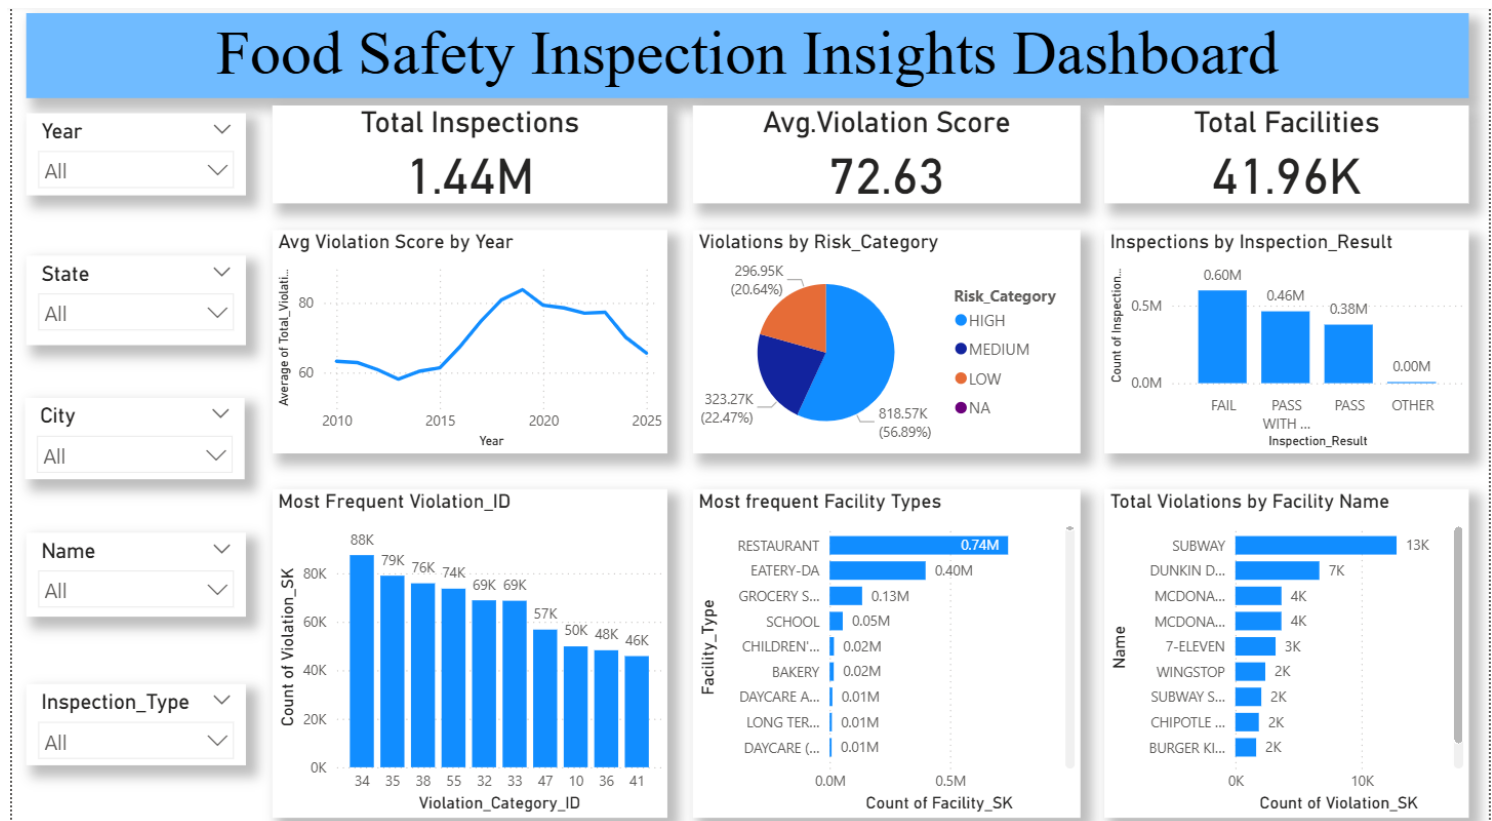 Food Safety Inspection Insights Dashboard
Year
All
State
All
City
All
Name
All
Inspection_Type
All
Total Inspections
1.44M
Avg.Violation Score
72.63
Total Facilities
41.96K
Avg Violation Score by Year
Average of Total_Violati...
80
60
2010 2015 2020 2025
Year
Violations by Risk_Category
296.95K
(20.64%)
323.27K
(22.47%)
818.57K
(56.89%)
Risk_Category
HIGH
MEDIUM
LOW
NA
Inspections by Inspection_Result
Count of Inspection...
0.5M
0.0M
0.60M
0.46M
0.38M
0.00M
FAIL
PASS
WITH ...
PASS
OTHER
Inspection_Result
Most Frequent Violation_ID
Count of Violation_SK
80K
60K
40K
20K
0K
88K 79K 76K 74K 69K 69K 57K 50K 48K 46K
34 35 38 55 32 33 47 10 36 41
Violation_Category_ID
Most frequent Facility Types
Facility_Type
RESTAURANT 0.74M
EATERY-DA 0.40M
GROCERY S... 0.13M
SCHOOL 0.05M
CHILDREN'... 0.02M
BAKERY 0.02M
DAYCARE A... 0.01M
LONG TER... 0.01M
DAYCARE (... 0.01M
0.0M 0.5M
Count of Facility_SK
Total Violations by Facility Name
Name
SUBWAY 13K
DUNKIN D... 7K
MCDONA... 4K
MCDONA... 4K
7-ELEVEN 3K
WINGSTOP 2K
SUBWAY S... 2K
CHIPOTLE ... 2K
BURGER KI... 2K
0K 10K
Count of Violation_SK